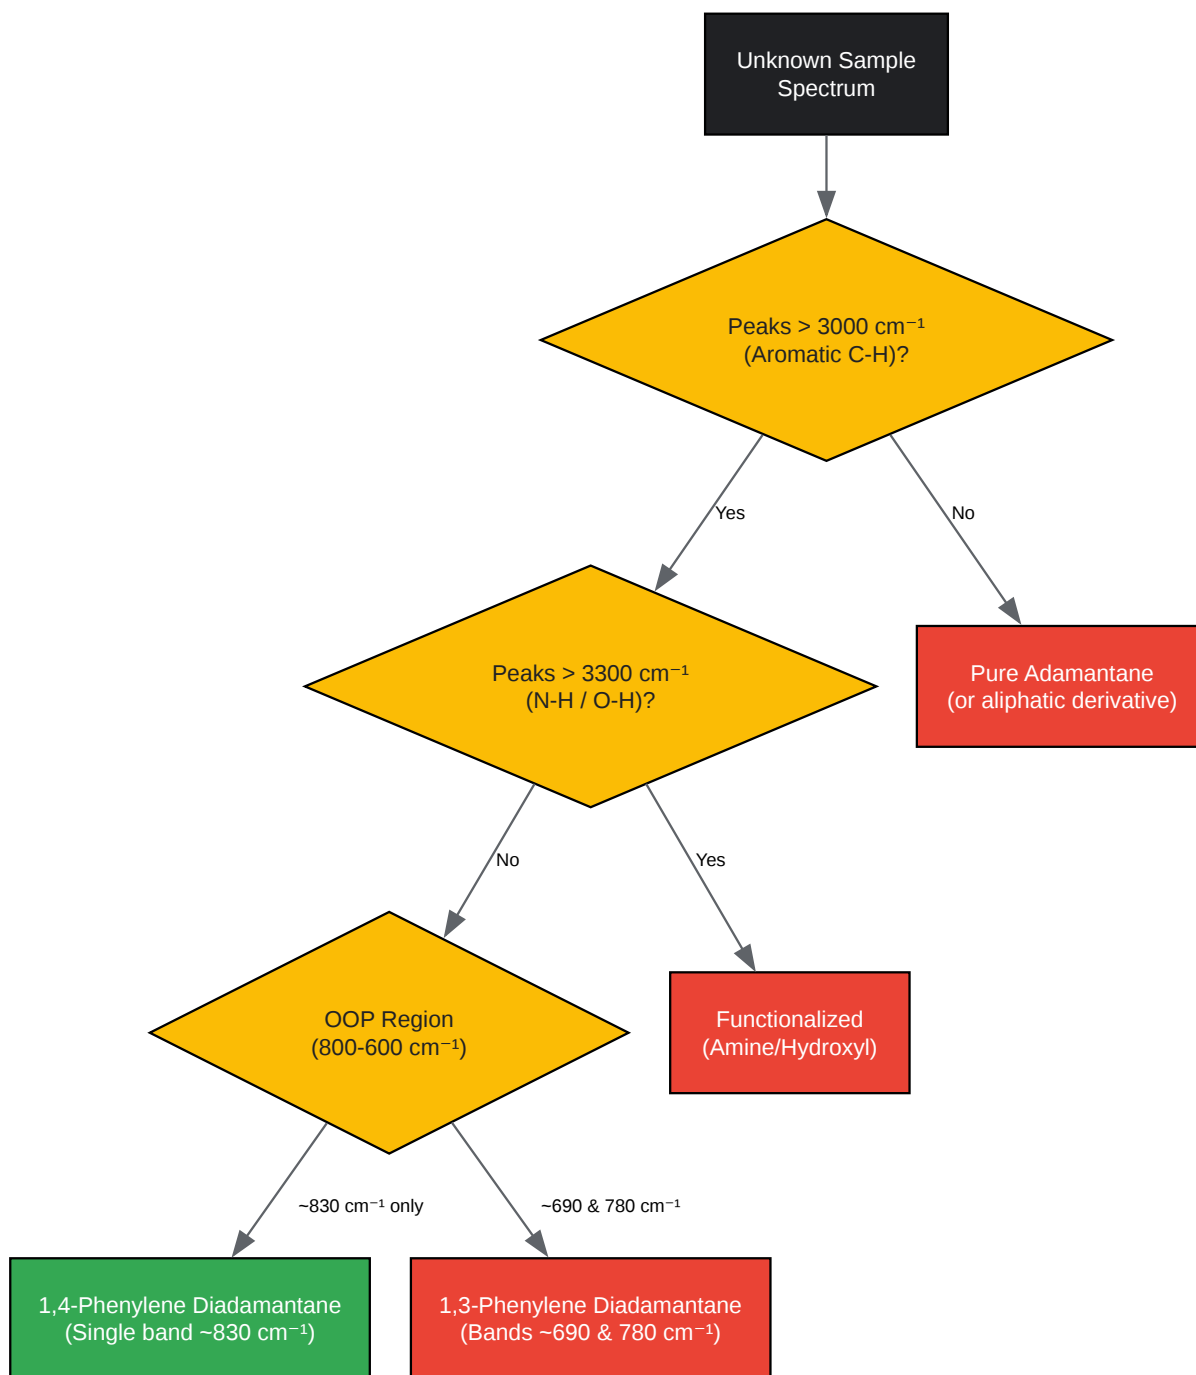 Unknown Sample
Spectrum
Peaks > 3000 cm⁻¹
(Aromatic C-H)?
Yes
No
Peaks > 3300 cm⁻¹
(N-H / O-H)?
Pure Adamantane
(or aliphatic derivative)
No
Yes
OOP Region
(800-600 cm⁻¹)
Functionalized
(Amine/Hydroxyl)
~830 cm⁻¹ only
~690 & 780 cm⁻¹
1,4-Phenylene Diadamantane
(Single band ~830 cm⁻¹)
1,3-Phenylene Diadamantane
(Bands ~690 & 780 cm⁻¹)